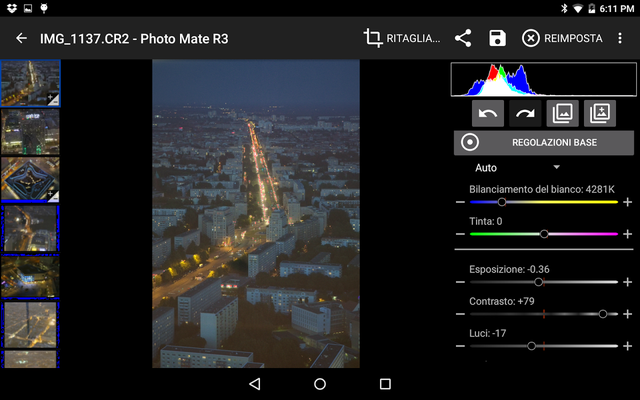 6:11 PM
IMG_1137.CR2 - Photo Mate R3
RITAGLIA...
REIMPOSTA
REGOLAZIONI BASE
Auto
Bilanciamento del bianco: 4281K
Tinta: 0
Esposizione: -0.36
Contrasto: +79
Luci: -17